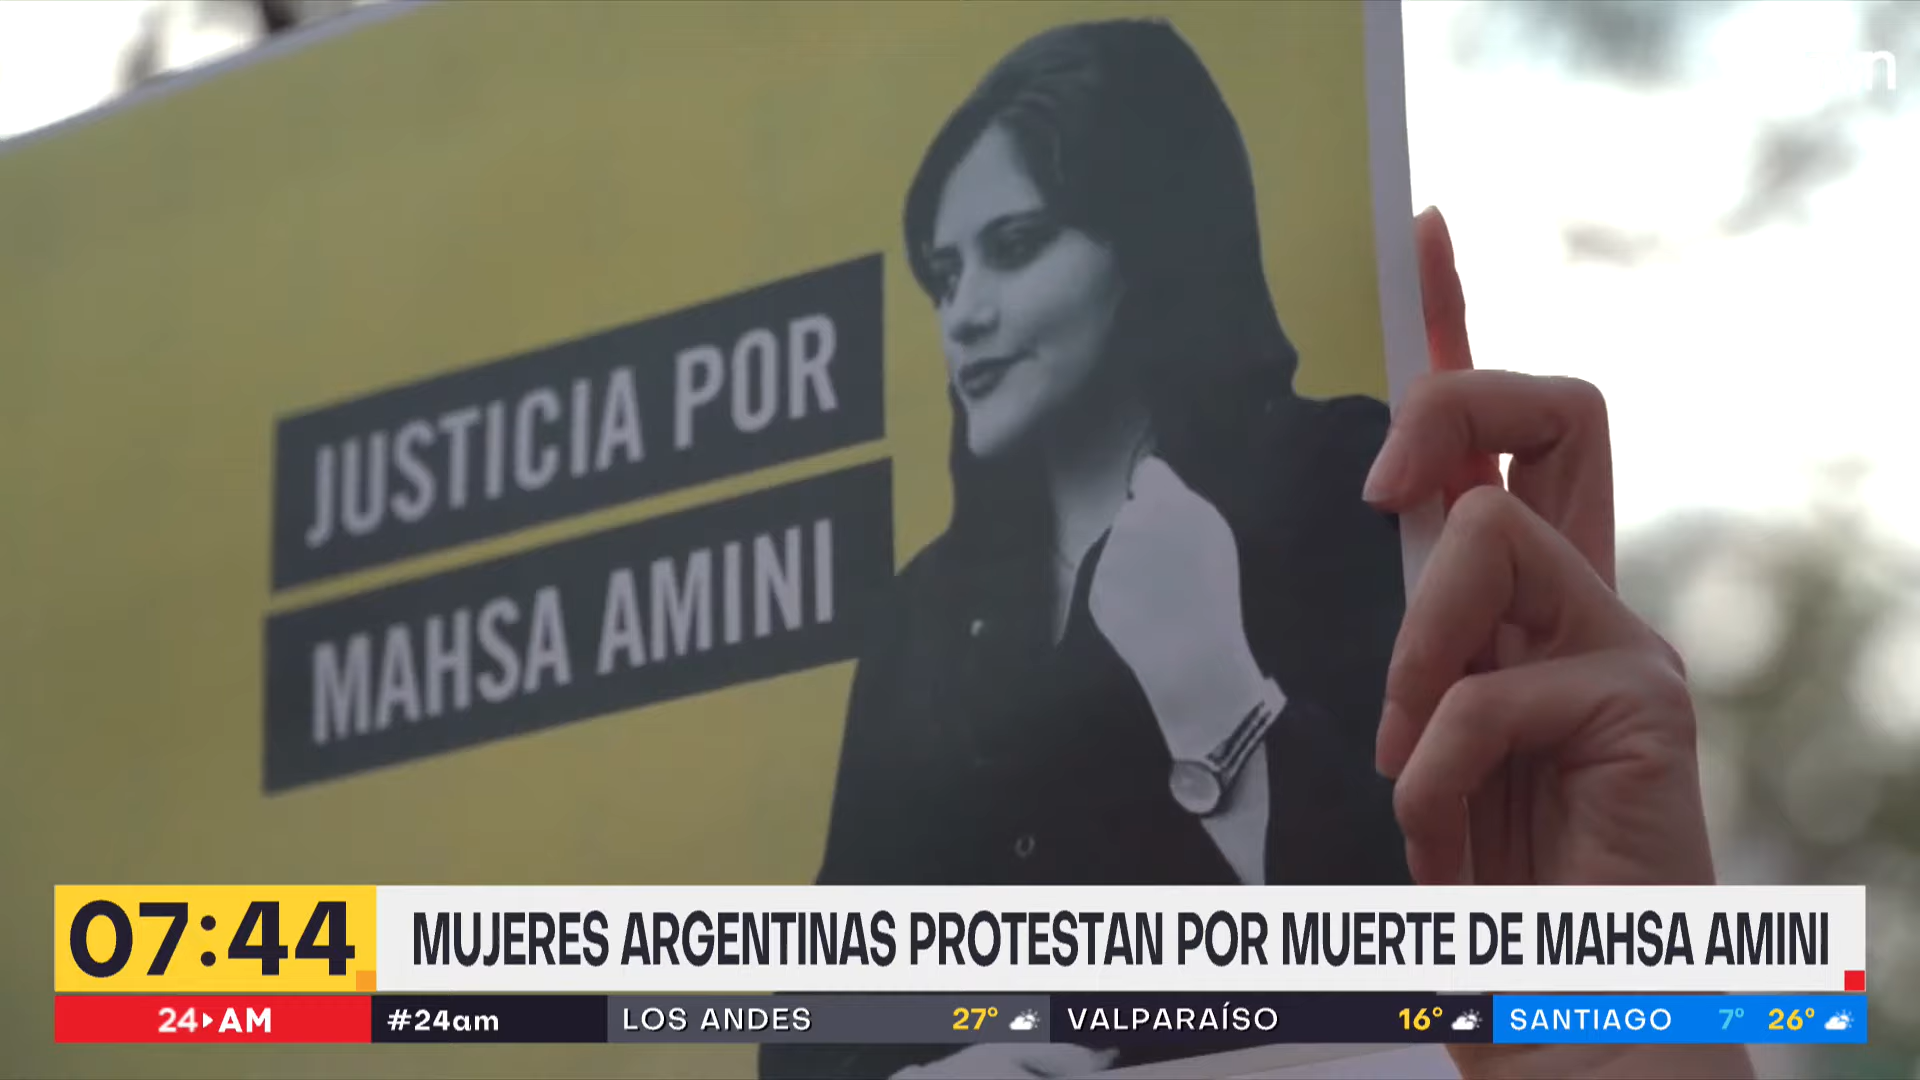 JUSTICIA POR
MAHSA AMINI
07:44
MUJERES ARGENTINAS PROTESTAN POR MUERTE DE MAHSA AMINI
24 AM
#24am
LOS ANDES 27°
VALPARAÍSO 16°
SANTIAGO 7° 26°